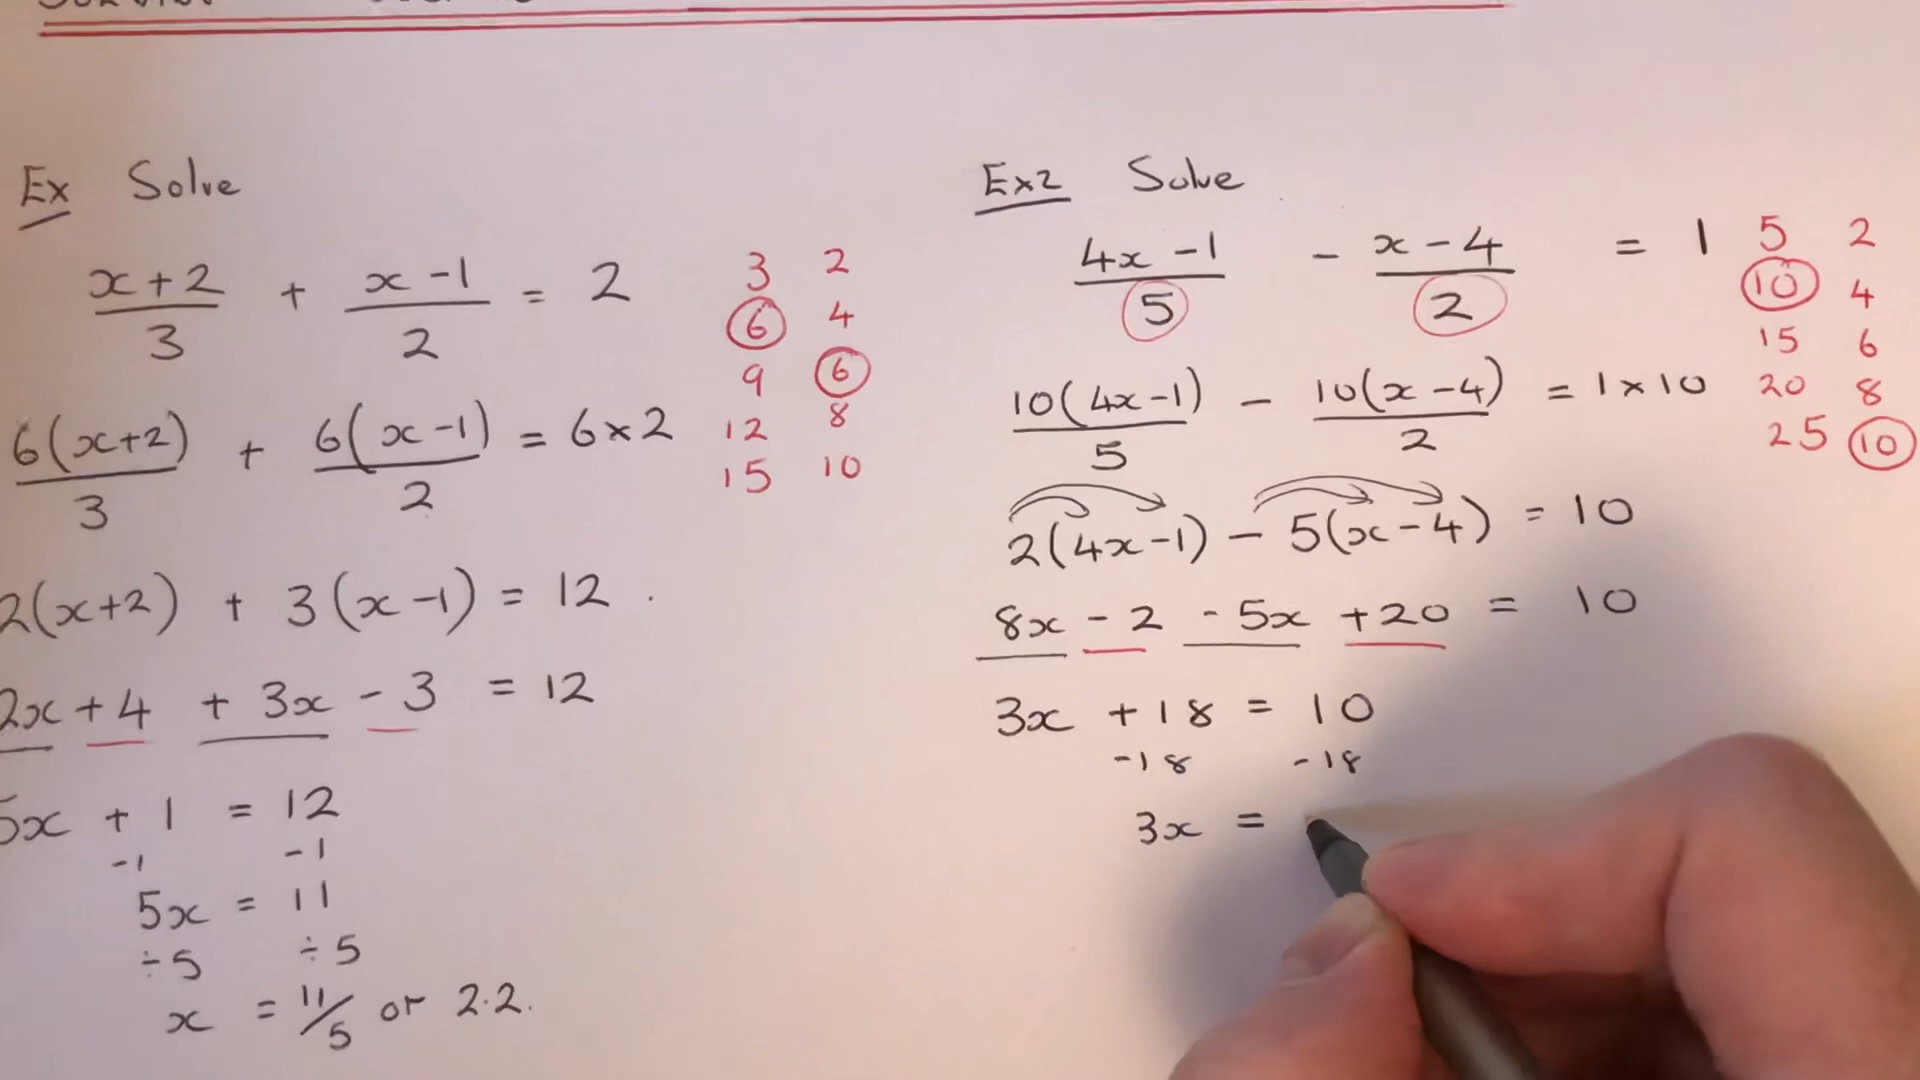 Ex Solve
x+2/3 + x-1/2 = 2
3 2
6 4
9 6
12 8
15 10
6(x+2)/3 + 6(x-1)/2 = 6×2
2(x+2) + 3(x-1) = 12.
2x+4 + 3x - 3 = 12
5x + 1 = 12
-1 -1
5x = 11
÷5 ÷5
x = 11/5 or 2.2.
Ex2 Solve
4x-1/5 - x-4/2 = 1
5 2
10 4
15 6
20 8
25 10
10(4x-1)/5 - 10(x-4)/2 = 1×10
2(4x-1) - 5(x-4) = 10
8x - 2 - 5x + 20 = 10
3x + 18 = 10
-18 -18
3x =